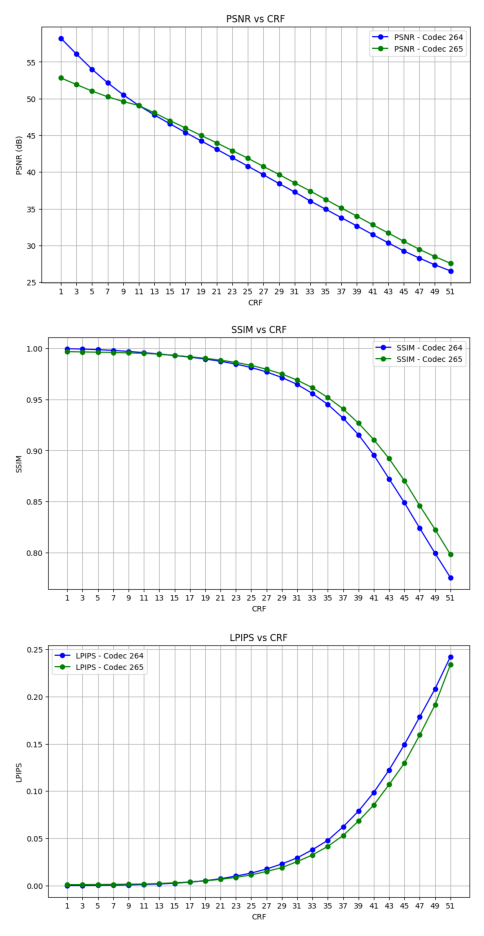 PSNR vs CRF
PSNR - Codec 264
PSNR - Codec 265
55
50
45
40
35
30
25
PSNR (dB)
1 3 5 7 9 11 13 15 17 19 21 23 25 27 29 31 33 35 37 39 41 43 45 47 49 51
CRF
SSIM vs CRF
SSIM - Codec 264
SSIM - Codec 265
1.00
0.95
0.90
0.85
0.80
SSIM
1 3 5 7 9 11 13 15 17 19 21 23 25 27 29 31 33 35 37 39 41 43 45 47 49 51
CRF
LPIPS vs CRF
LPIPS - Codec 264
LPIPS - Codec 265
0.25
0.20
0.15
0.10
0.05
0.00
LPIPS
1 3 5 7 9 11 13 15 17 19 21 23 25 27 29 31 33 35 37 39 41 43 45 47 49 51
CRF